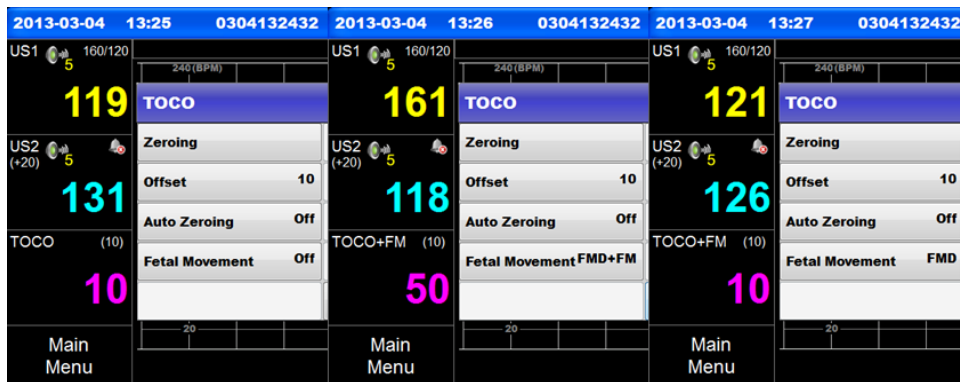 2013-03-04 13:25 0304132432
US1 160/120
5
240(BPM)
119
TOCO
Zeroing
US2
(+20) 5
131
Offset 10
Auto Zeroing Off
TOCO (10)
Fetal Movement Off
10
20
Main
Menu
2013-03-04 13:26 0304132432
US1 160/120
5
240(BPM)
161
TOCO
Zeroing
US2
(+20) 5
118
Offset 10
Auto Zeroing Off
TOCO+FM (10)
Fetal Movement FMD+FM
50
20
Main
Menu
2013-03-04 13:27 0304132432
US1 160/120
5
240(BPM)
121
TOCO
Zeroing
US2
(+20) 5
126
Offset 10
Auto Zeroing Off
TOCO+FM (10)
Fetal Movement FMD
10
20
Main
Menu